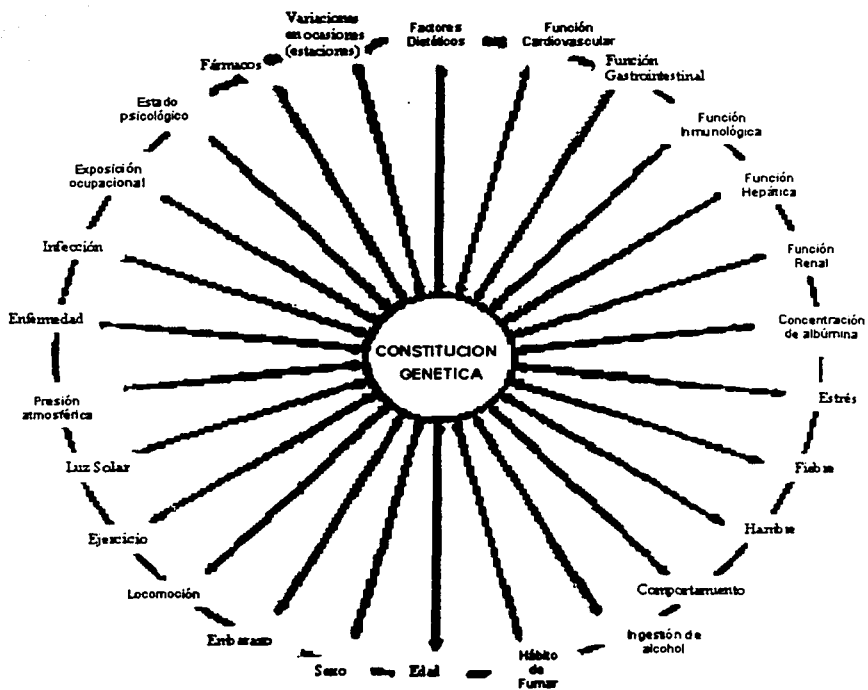 Variaciones
en ocasiones
(estaciones)
Factores
Dietéticos
Función
Cardiovascular
Función
Gastrointestinal
Función
Inmunológica
Función
Hepática
Función
Renal
Concentración
de albúmina
Estrés
Fiebre
Hambre
Comportamiento
Ingestión de
alcohol
Hábito
de
Fumar
Edad
Sexo
Embarazo
Locomoción
Ejercicio
Luz Solar
Presión
atmosférica
Enfermedad
Infección
Exposición
ocupacional
Estado
psicológico
Fármacos
CONSTITUCION
GENETICA